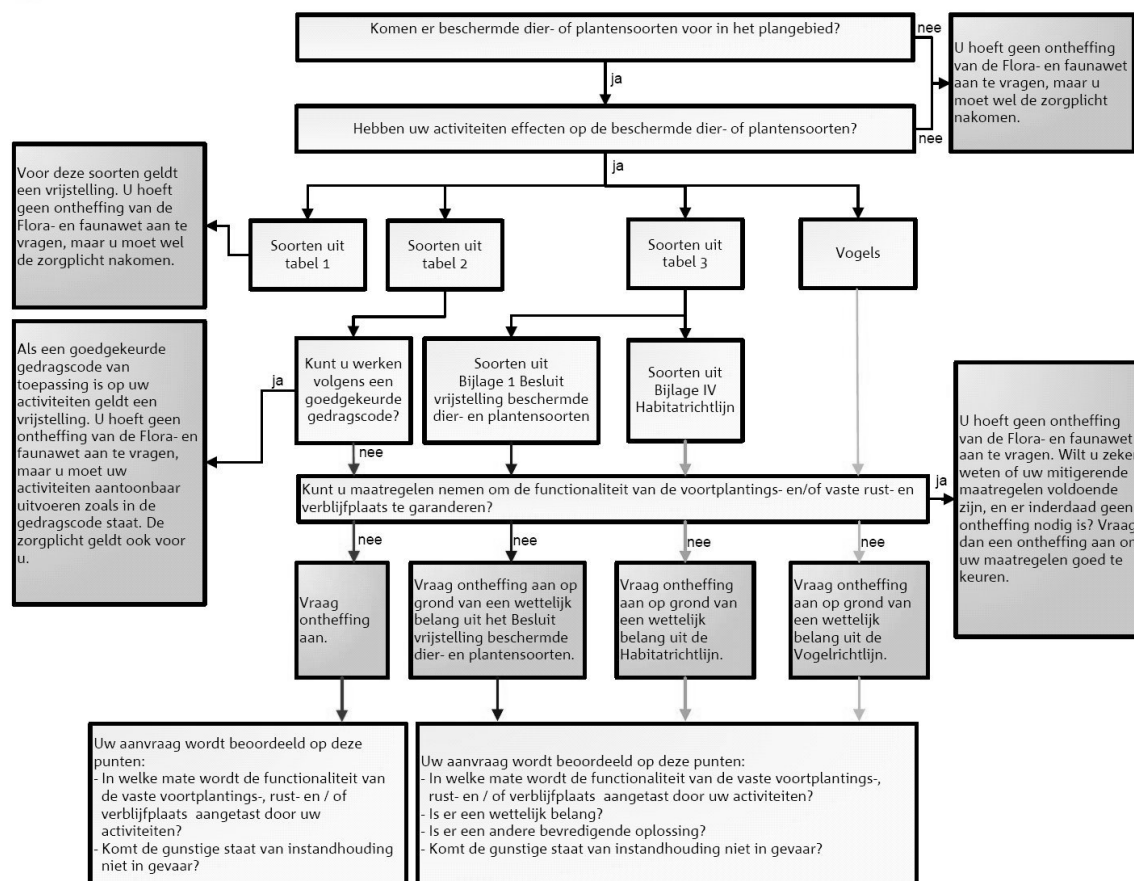 Komen er beschermde dier- of plantensoorten voor in het plangebied?
nee
U hoeft geen ontheffing
van de Flora- en faunawet
aan te vragen, maar u
moet wel de zorgplicht
nakomen.
ja
Hebben uw activiteiten effecten op de beschermde dier- of plantensoorten?
nee
ja
Voor deze soorten geldt
een vrijstelling. U hoeft
geen ontheffing van de
Flora- en faunawet aan te
vragen, maar u moet wel
de zorgplicht nakomen.
Soorten uit
tabel 1
Soorten uit
tabel 2
Soorten uit
tabel 3
Vogels
Als een goedgekeurde
gedragscode van
toepassing is op uw
activiteiten geldt een
vrijstelling. U hoeft geen
ontheffing van de Flora- en
faunawet aan te vragen,
maar u moet uw
activiteiten aantoonbaar
uitvoeren zoals in de
gedragscode staat. De
zorgplicht geldt ook voor
u.
ja
Kunt u werken
volgens een
goedgekeurde
gedragscode?
Soorten uit
Bijlage 1 Besluit
vrijstelling beschermde
dier- en plantensoorten
Soorten uit
Bijlage IV
Habitatrichtlijn
nee
Kunt u maatregelen nemen om de functionaliteit van de voortplantings- en/of vaste rust- en
verblijfplaats te garanderen?
ja
U hoeft geen ontheffing
van de Flora- en faunawet
aan te vragen. Wilt u zeker
weten of uw mitigerende
maatregelen voldoende
zijn, en er inderdaad geen
ontheffing nodig is? Vraag
dan een ontheffing aan om
uw maatregelen goed te
keuren.
nee
nee
nee
nee
Vraag
ontheffing
aan.
Vraag ontheffing aan op
grond van een wettelijk
belang uit het Besluit
vrijstelling beschermde
dier- en plantensoorten.
Vraag ontheffing
aan op grond van
een wettelijk
belang uit de
Habitatrichtlijn.
Vraag ontheffing
aan op grond van
een wettelijk
belang uit de
Vogelrichtlijn.
Uw aanvraag wordt beoordeeld op deze
punten:
- In welke mate wordt de functionaliteit van
de vaste voortplantings-, rust- en / of
verblijfplaats aangetast door uw
activiteiten?
- Komt de gunstige staat van instandhouding
niet in gevaar?
Uw aanvraag wordt beoordeeld op deze punten:
- In welke mate wordt de functionaliteit van de vaste voortplantings-,
rust- en / of verblijfplaats aangetast door uw activiteiten?
- Is er een wettelijk belang?
- Is er een andere bevredigende oplossing?
- Komt de gunstige staat van instandhouding niet in gevaar?